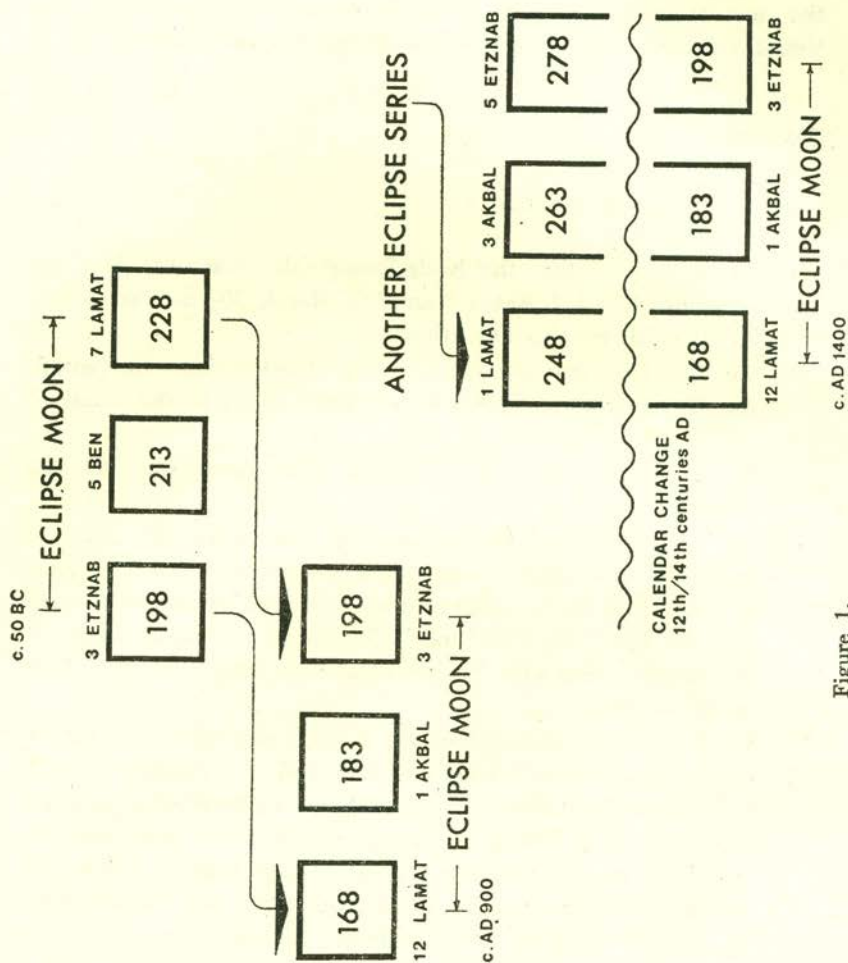 c. 50 BC
ECLIPSE MOON
3 ETZNAB 5 BEN 7 LAMAT
198 213 228
168 183 198
12 LAMAT 1 AKBAL 3 ETZNAB
ECLIPSE MOON
c. AD 900
ANOTHER ECLIPSE SERIES
1 LAMAT 3 AKBAL 5 ETZNAB
248 263 278
CALENDAR CHANGE
12th/14th centuries AD
168 183 198
12 LAMAT 1 AKBAL 3 ETZNAB
ECLIPSE MOON
c. AD 1400
Figure 1.